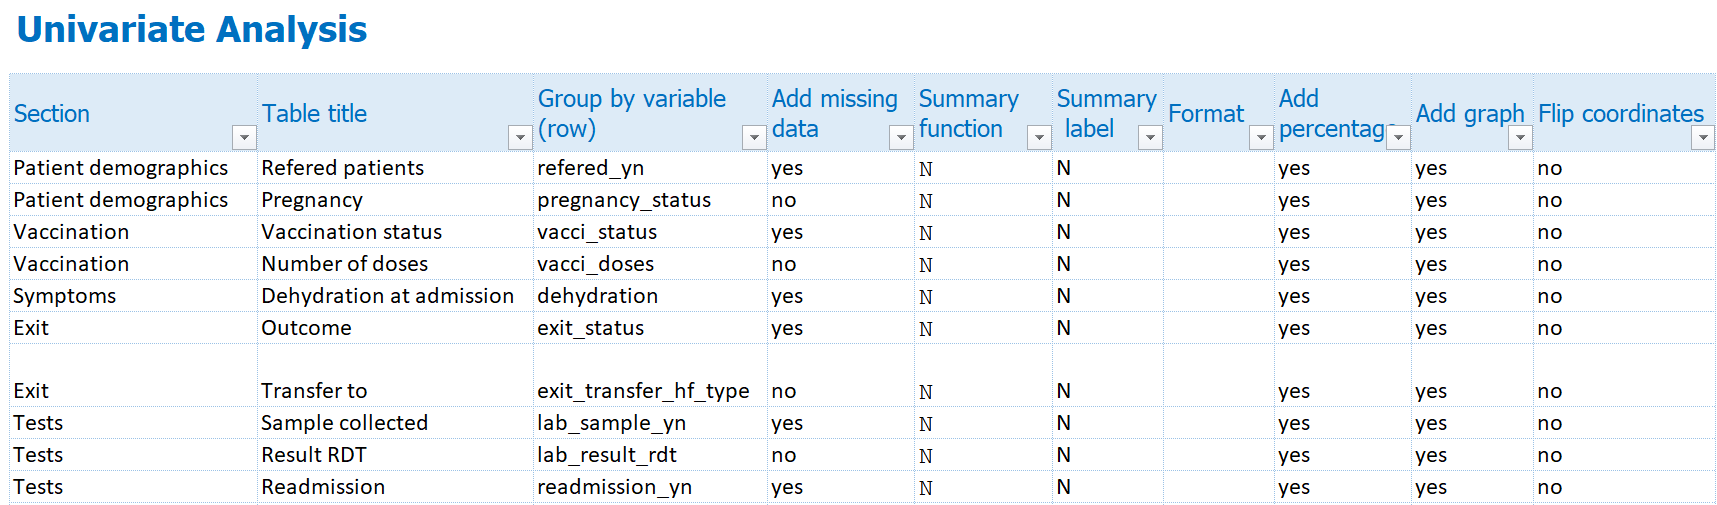 Univariate Analysis
Section Table title Group by variable (row) Add missing data Summary function Summary label Format Add percentage Add graph Flip coordinates
Patient demographics Refered patients refered_yn yes N N yes yes no
Patient demographics Pregnancy pregnancy_status no N N yes yes no
Vaccination Vaccination status vacci_status yes N N yes yes no
Vaccination Number of doses vacci_doses no N N yes yes no
Symptoms Dehydration at admission dehydration yes N N yes yes no
Exit Outcome exit_status yes N N yes yes no
Exit Transfer to exit_transfer_hf_type no N N yes yes no
Tests Sample collected lab_sample_yn yes N N yes yes no
Tests Result RDT lab_result_rdt no N N yes yes no
Tests Readmission readmission_yn yes N N yes yes no